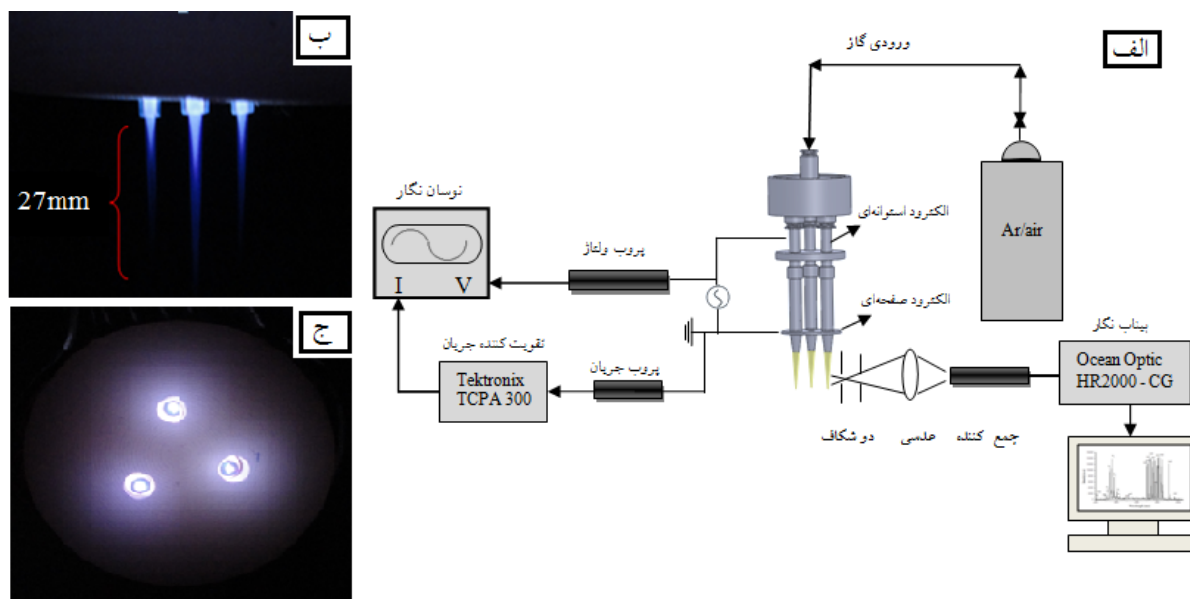 الف
ورودی گاز
Ar/air
الکترود استوانه‌ای
الکترود صفحه‌ای
نوسان نگار
I V
پروب ولتاژ
تقویت کننده جریان
Tektronix
TCPA 300
پروب جریان
بیناب نگار
Ocean Optic
HR2000 - CG
دو شکاف
عدسی
جمع کننده
ب
27mm
ج